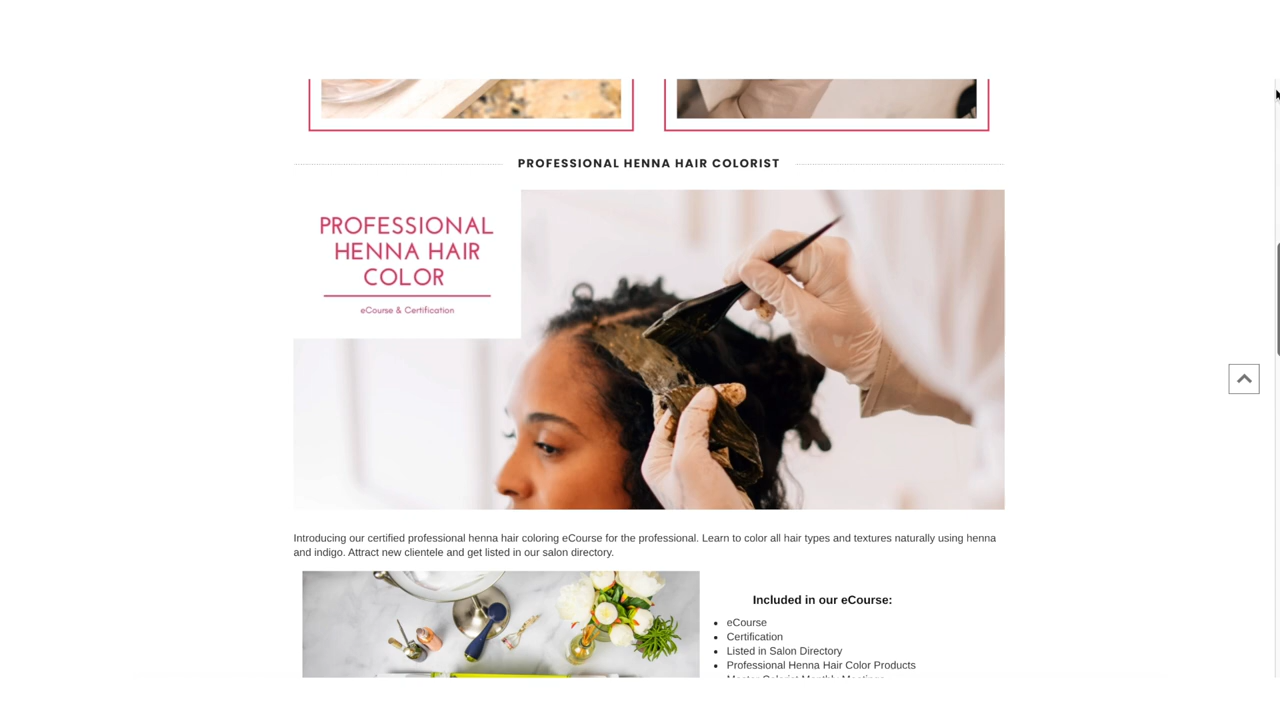 PROFESSIONAL HENNA HAIR COLORIST
PROFESSIONAL
HENNA HAIR
COLOR
eCourse & Certification
Introducing our certified professional henna hair coloring eCourse for the professional. Learn to color all hair types and textures naturally using henna
and indigo. Attract new clientele and get listed in our salon directory.
Included in our eCourse:
eCourse
Certification
Listed in Salon Directory
Professional Henna Hair Color Products